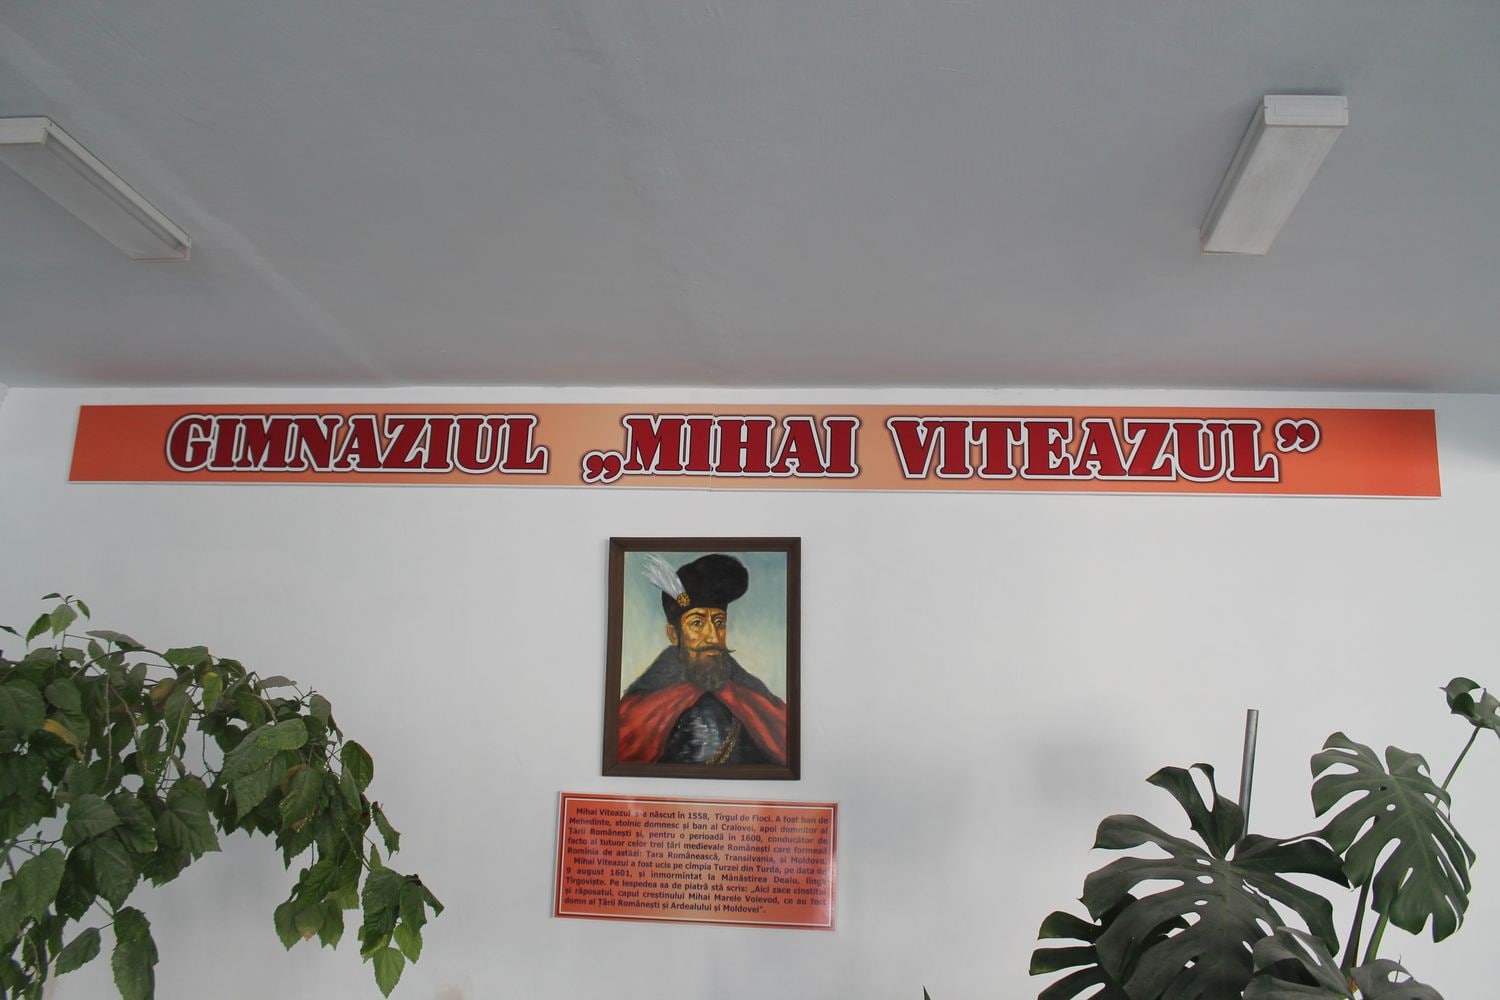 GIMNAZIUL „MIHAI VITEAZUL”
Mihai Viteazul s-a născut în 1558, Tîrgul de Floci. A fost ban de
Mehedinte, stolnic domnesc și ban al Craiovei, apoi domnitor al
Țării Românești și, pentru o perioadă în 1600, conducător de
facto al tuturor celor trei țări medievale Românești care formează
Romînia de astăzi: Țara Românească, Transilvania, și Moldova.
Mihai Viteazul a fost ucis pe cîmpia Turzei din Turda, pe data de
9 august 1601, și înmormîntat la Mănăstirea Dealu, lîngă
Tîrgoviște. Pe lespedea sa de piatră stă scris: „Aici zace cinstitul
și răposatul, capul creștinului Mihai Marele Voievod, ce au fost
domn al Țării Românești și Ardealului și Moldovei”.